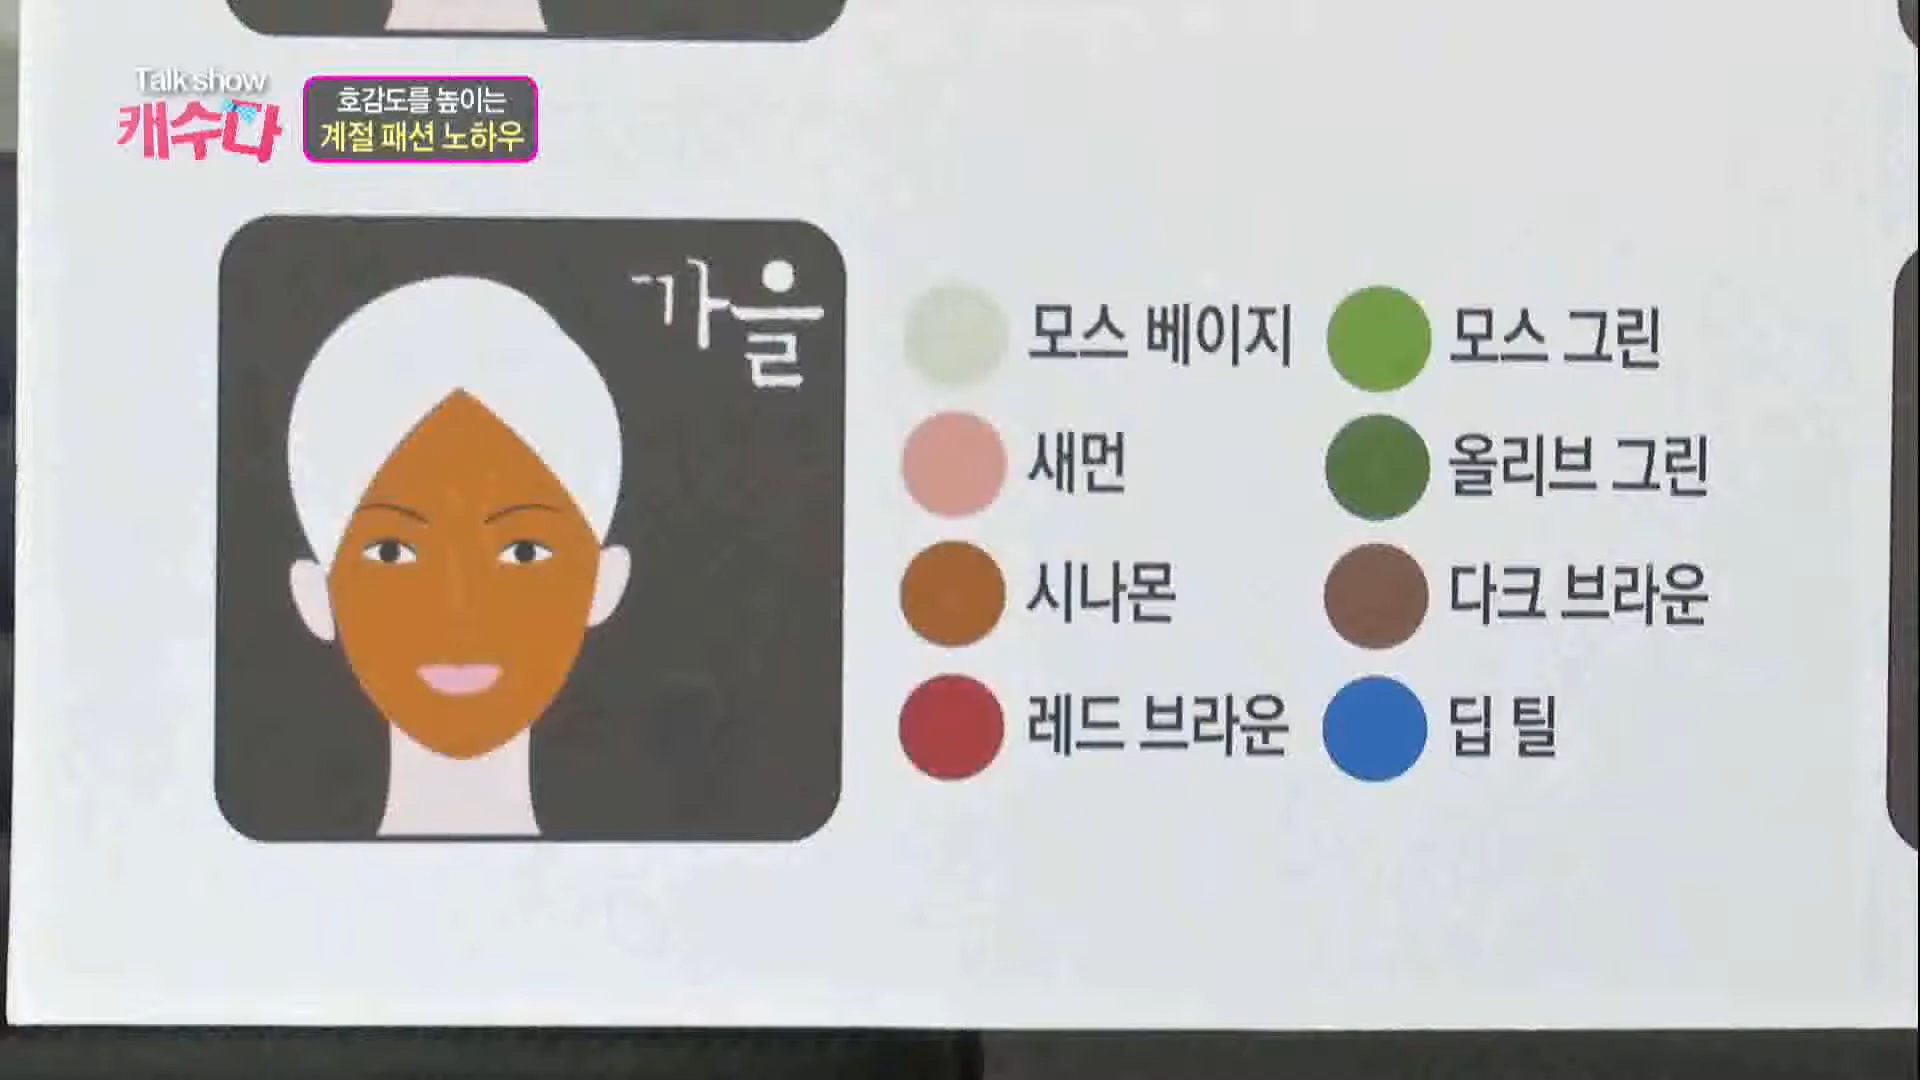 Talk show
캐수다
호감도를 높이는
계절 패션 노하우
가을
모스 베이지
모스 그린
새먼
올리브 그린
시나몬
다크 브라운
레드 브라운
딥 틸